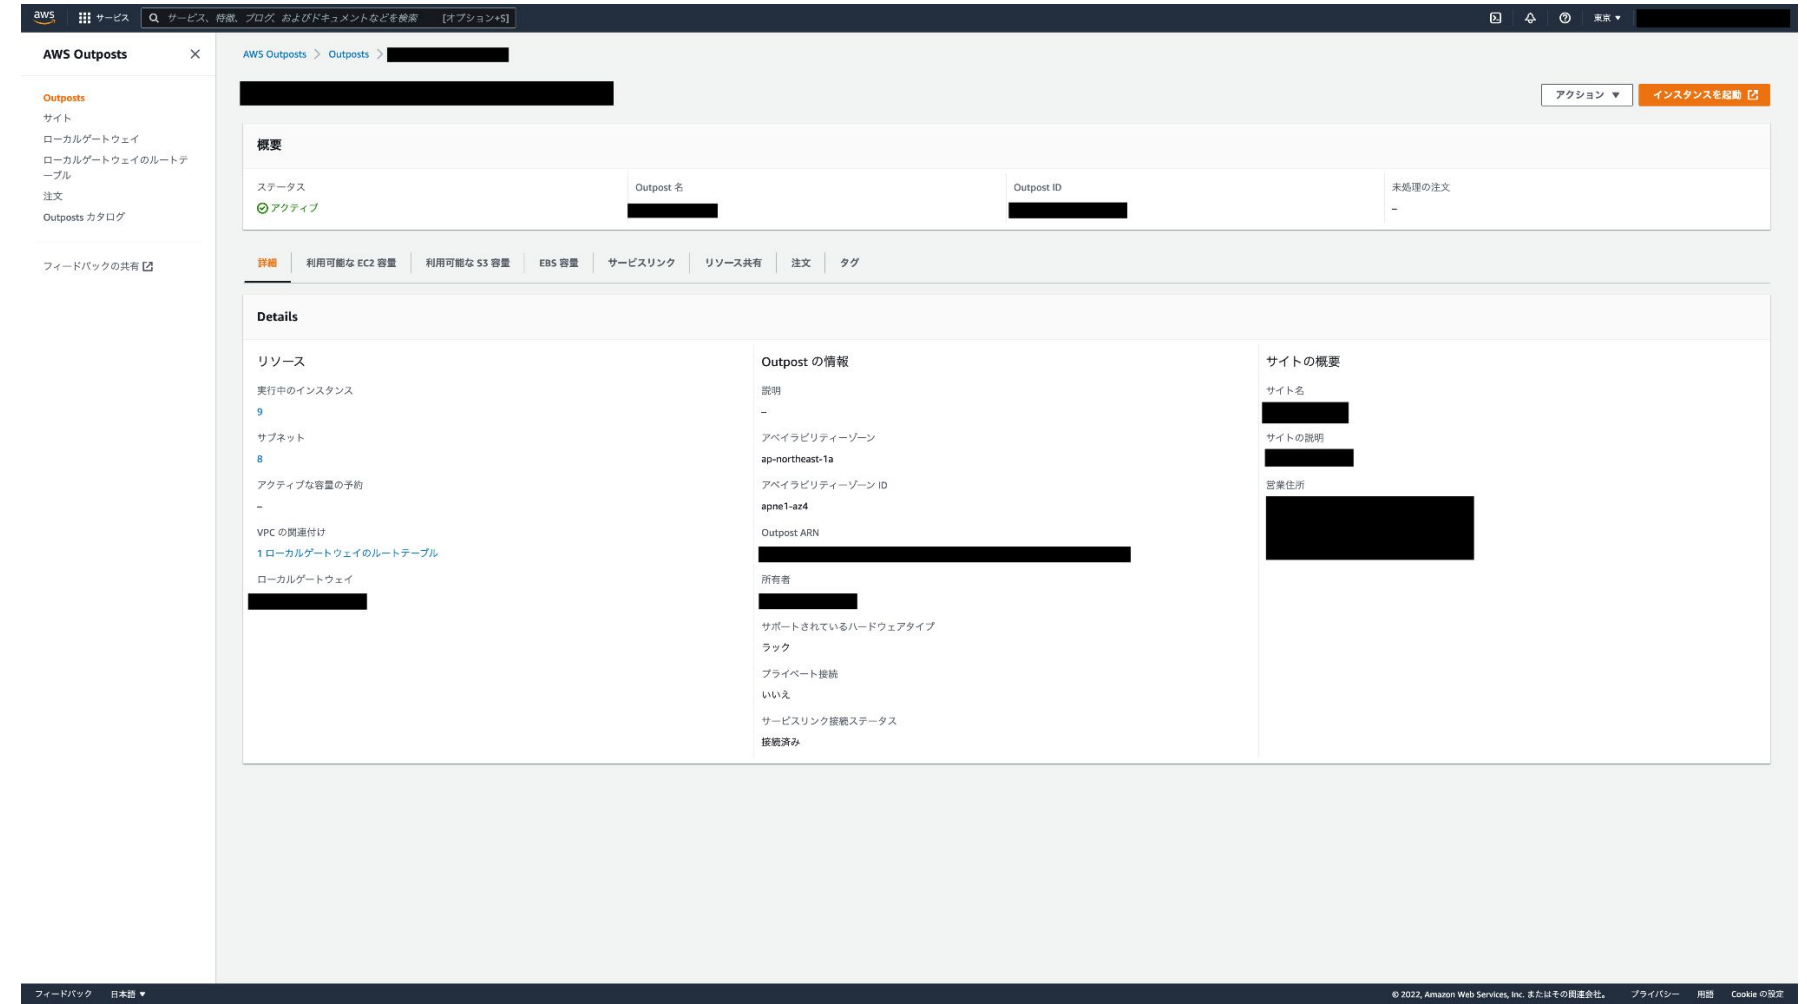 aws サービス サービス、特徴、ブログ、およびドキュメントなどを検索 [オプション+S] 東京 ▼
AWS Outposts
Outposts
サイト
ローカルゲートウェイ
ローカルゲートウェイのルートテ
ーブル
注文
Outposts カタログ
フィードバックの共有
AWS Outposts > Outposts >
アクション ▼
インスタンスを起動
概要
ステータス
アクティブ
Outpost 名
Outpost ID
未処理の注文
–
詳細 利用可能な EC2 容量 利用可能な S3 容量 EBS 容量 サービスリンク リソース共有 注文 タグ
Details
リソース
実行中のインスタンス
9
サブネット
8
アクティブな容量の予約
–
VPC の関連付け
1 ローカルゲートウェイのルートテーブル
ローカルゲートウェイ
Outpost の情報
説明
–
アベイラビリティーゾーン
ap-northeast-1a
アベイラビリティーゾーン ID
apne1-az4
Outpost ARN
所有者
サポートされているハードウェアタイプ
ラック
プライベート接続
いいえ
サービスリンク接続ステータス
接続済み
サイトの概要
サイト名
サイトの説明
営業住所
フィードバック 日本語 ▼ © 2022, Amazon Web Services, Inc. またはその関連会社。 プライバシー 用語 Cookie の設定